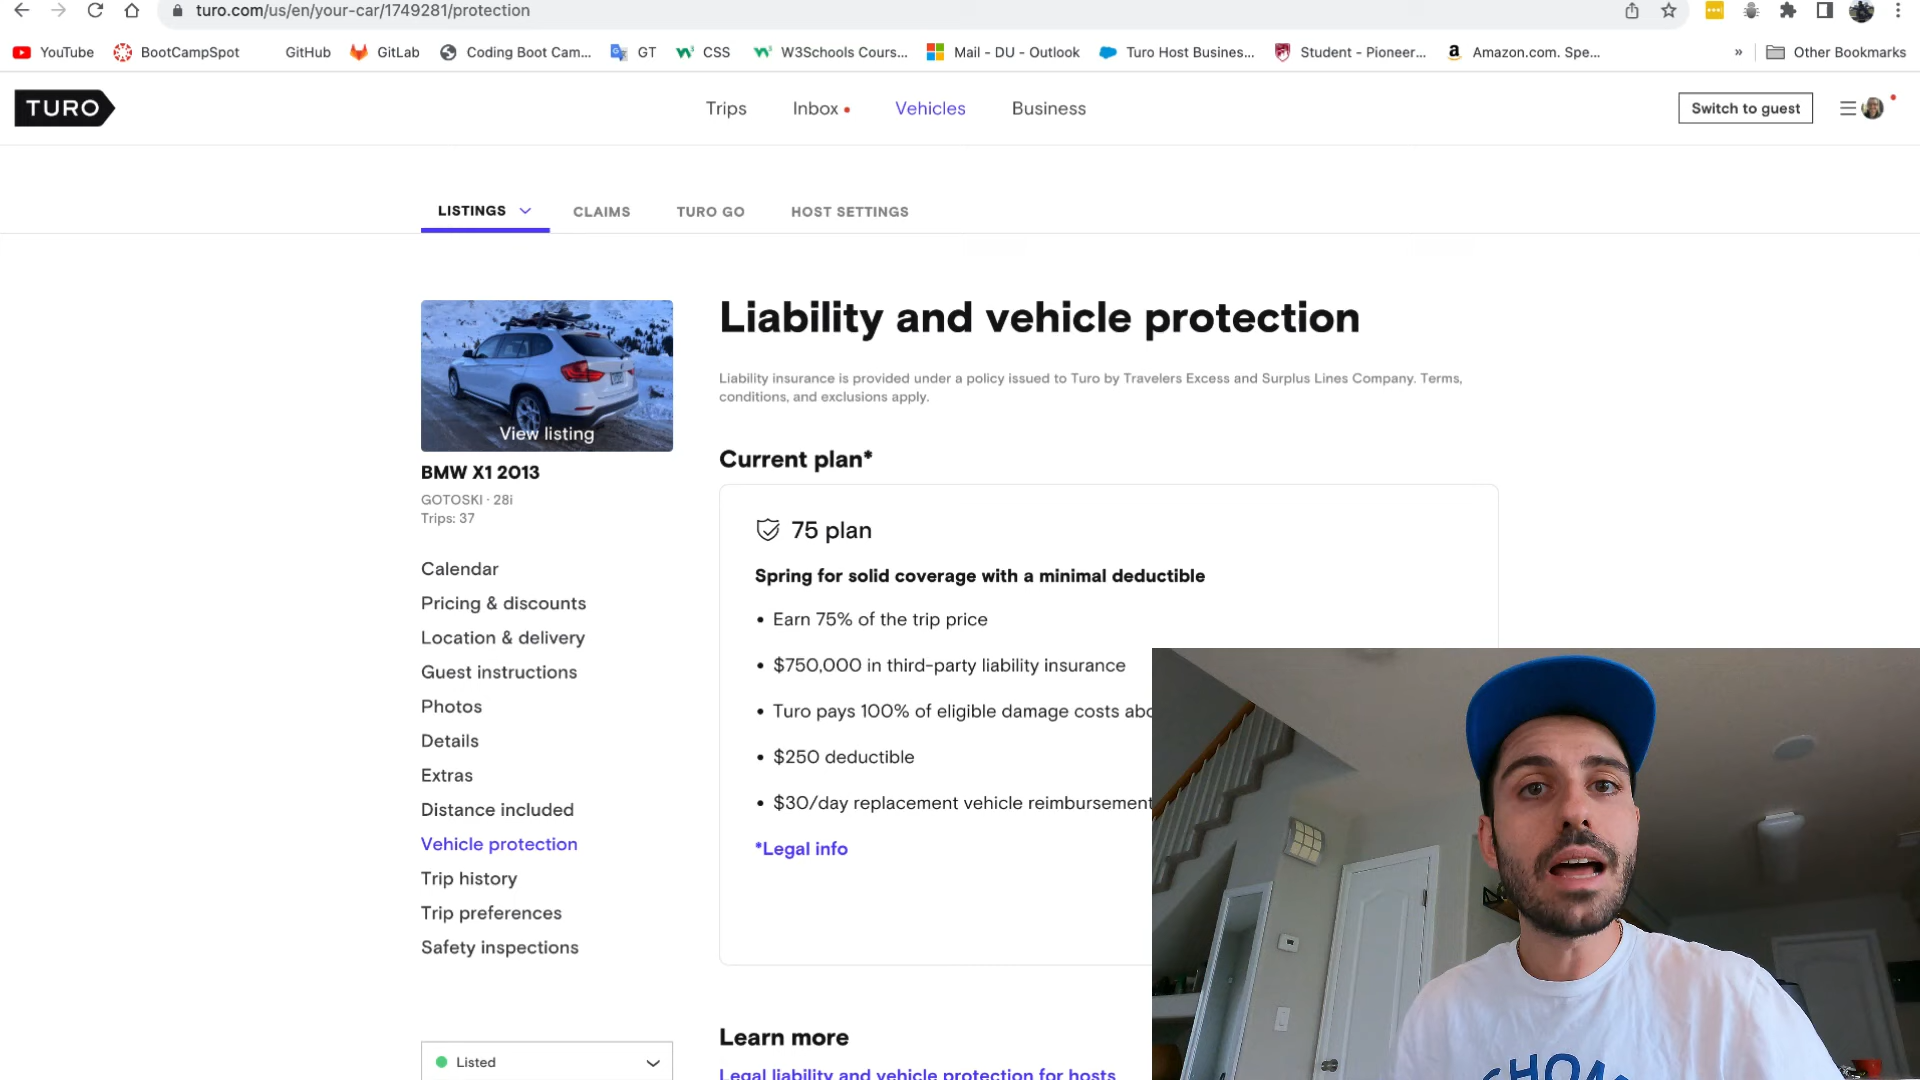 turo.com/us/en/your-car/1749281/protection
YouTube BootCampSpot GitHub GitLab Coding Boot Cam... GT CSS W3Schools Cours... Mail - DU - Outlook Turo Host Busines... Student - Pioneer... Amazon.com. Spe... » Other Bookmarks
TURO Trips Inbox Vehicles Business Switch to guest
LISTINGS CLAIMS TURO GO HOST SETTINGS
View listing
BMW X1 2013
GOTOSKI · 28i
Trips: 37
Calendar
Pricing & discounts
Location & delivery
Guest instructions
Photos
Details
Extras
Distance included
Vehicle protection
Trip history
Trip preferences
Safety inspections
Listed
Liability and vehicle protection
Liability insurance is provided under a policy issued to Turo by Travelers Excess and Surplus Lines Company. Terms,
conditions, and exclusions apply.
Current plan*
75 plan
Spring for solid coverage with a minimal deductible
• Earn 75% of the trip price
• $750,000 in third-party liability insurance
• Turo pays 100% of eligible damage costs
• $250 deductible
• $30/day replacement vehicle reimbursement
*Legal info
Learn more
Legal liability and vehicle protection for hosts